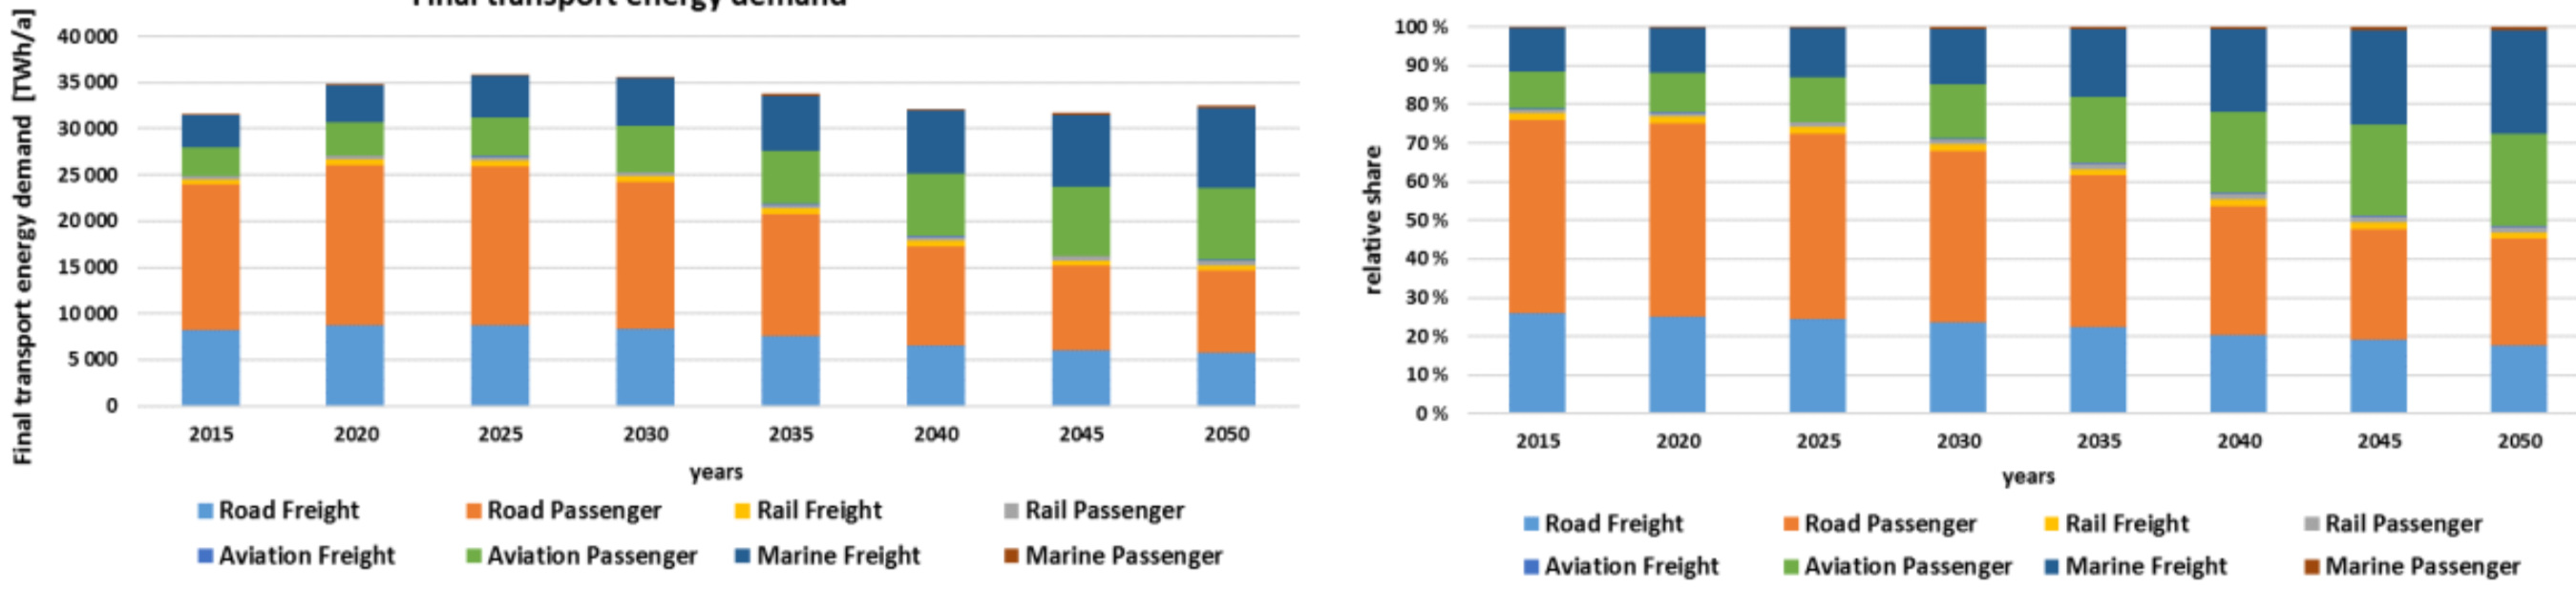 Final transport energy demand
Final transport energy demand [TWh/a]
40 000
35 000
30 000
25 000
20 000
15 000
10 000
5 000
0
2015 2020 2025 2030 2035 2040 2045 2050
years
Road Freight Road Passenger Rail Freight Rail Passenger
Aviation Freight Aviation Passenger Marine Freight Marine Passenger
relative share
100 %
90 %
80 %
70 %
60 %
50 %
40 %
30 %
20 %
10 %
0 %
2015 2020 2025 2030 2035 2040 2045 2050
years
Road Freight Road Passenger Rail Freight Rail Passenger
Aviation Freight Aviation Passenger Marine Freight Marine Passenger